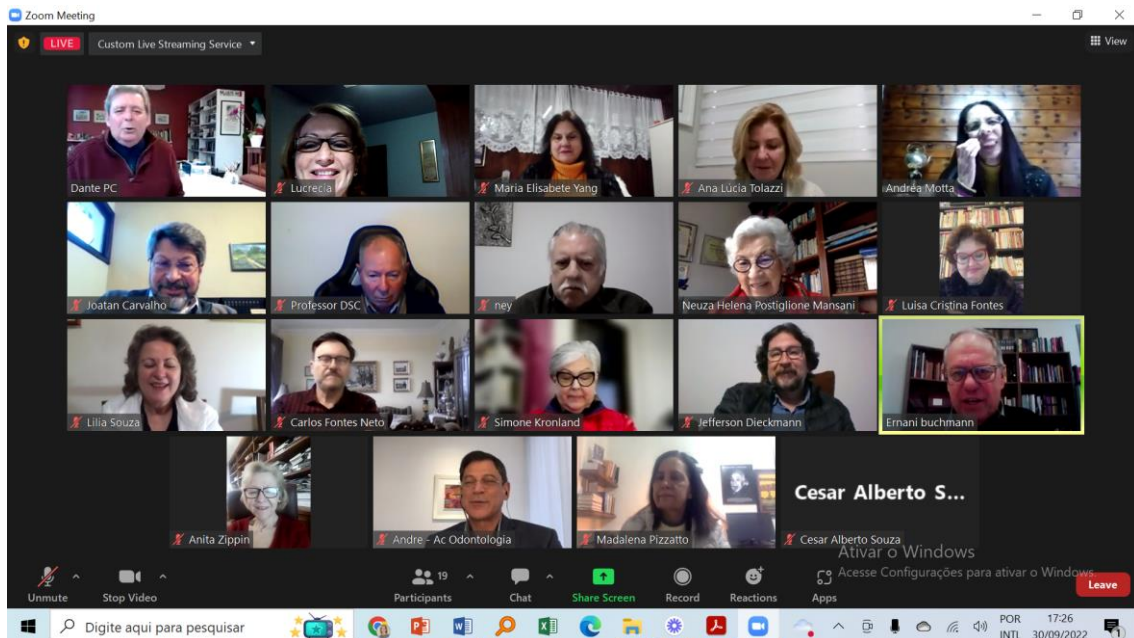 Zoom Meeting
LIVE
Custom Live Streaming Service
View
Dante PC
Lucrecia
Maria Elisabete Yang
Ana Lúcia Tolazzi
Andréa Motta
Joatan Carvalho
Professor DSC
ney
Neuza Helena Postiglione Mansani
Luisa Cristina Fontes
Lilia Souza
Carlos Fontes Neto
Simone Kronland
Jefferson Dieckmann
Ernani buchmann
Cesar Alberto S...
Anita Zippin
Andre - Ac Odontologia
Madalena Pizzatto
Cesar Alberto Souza
Ativar o Windows
Acesse Configurações para ativar o Windows.
Unmute
Stop Video
19
Participants
Chat
Share Screen
Record
Reactions
Apps
Leave
Digite aqui para pesquisar
POR
INTL
17:26
30/09/2022
1